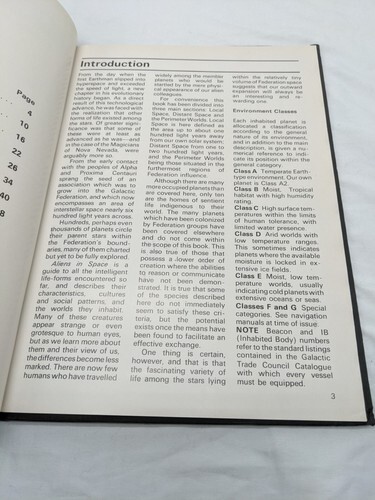 Page
4
10
16
22
28
34
40
8
Introduction
From the day when the
first Earthman slipped into
hyperspace and exceeded
the speed of light, a new
chapter in his evolutionary
history began. As a direct
result of this technological
advance, he was faced with
the realization that other
forms of life existed among
the stars. Of greater signi-
ficance was that some of
these were at least as
advanced as he was—and
in the case of the Magicians
of Nova Neveda, were
arguably more so.
From the early contact
with the peoples of Alpha
and Proxima Centauri
sprang the seed of an
association which was to
grow into the Galactic
Federation, and which now
encompasses an area of
interstellar space nearly six
hundred light years across.
Hundreds, perhaps even
thousands of planets circle
their parent stars within
the Federation's bound-
aries, many of them charted
but yet to be fully explored.
Aliens in Space is a
guide to all the intelligent
life-forms encountered so
far, and describes their
characteristics, cultures
and social patterns, and
the worlds they inhabit.
Many of these creatures
appear strange or even
grotesque to human eyes,
but as we learn more about
them and their view of us,
the differences become less
marked. There are now few
humans who have travelled
widely among the member
planets who would be
alarmed by the mere physi-
cal appearance of our alien
colleagues.
For convenience this
book has been divided into
three main sections: Local
Space, Distant Space and
the Perimeter Worlds. Local
Space is here defined as
the area up to about one
hundred light years away
from our own solar system;
Distant Space from one to
two hundred light years,
and the Perimeter Worlds
being those situated in the
furthermost regions of
Federation influence.
Although there are many
more occupied planets than
are covered here, only ten
are the homes of sentient
life indigenous to their
world. The many planets
which have been colonized
by Federation groups have
been covered elsewhere
and do not come within
the scope of this book. This
is also true of those that
possess a lower order of
creation where the abilities
to reason or communicate
have not been demon-
strated. It is true that some
of the species described
here do not immediately
seem to satisfy these cri-
teria, but the potential
exists once the means have
been found to facilitate an
effective exchange.
One thing is certain,
however, and that is that
the fascinating variety of
life among the stars lying
within the relatively tiny
volume of Federation space
suggests that our outward
expansion will always be
an interesting and re-
warding one.
Environment Classes
Each inhabited planet is
allocated a classification
according to the general
nature of its environment,
and in addition to the main
description, is given a nu-
merical reference to indi-
cate its position within the
general category.
Class A Temperate Earth-
type environment. Our own
planet is Class A2.
Class B Moist, Tropical
habitat with high humidity
rating.
Class C High surface tem-
peratures within the limits
of human tolerance, with
limited water presence.
Class D Arid worlds with
low temperature ranges.
This sometimes indicates
planets where the available
moisture is locked in ex-
tensive ice fields.
Class E Moist, low tem-
perature worlds, usually
indicating cold planets with
extensive oceans or seas.
Classes F and G Special
categories. See navigation
manuals at time of issue.
NOTE Beacon and IB
(Inhabited Body) numbers
refer to the standard listings
contained in the Galactic
Trade Council Catalogue
with which every vessel
must be equipped.
3